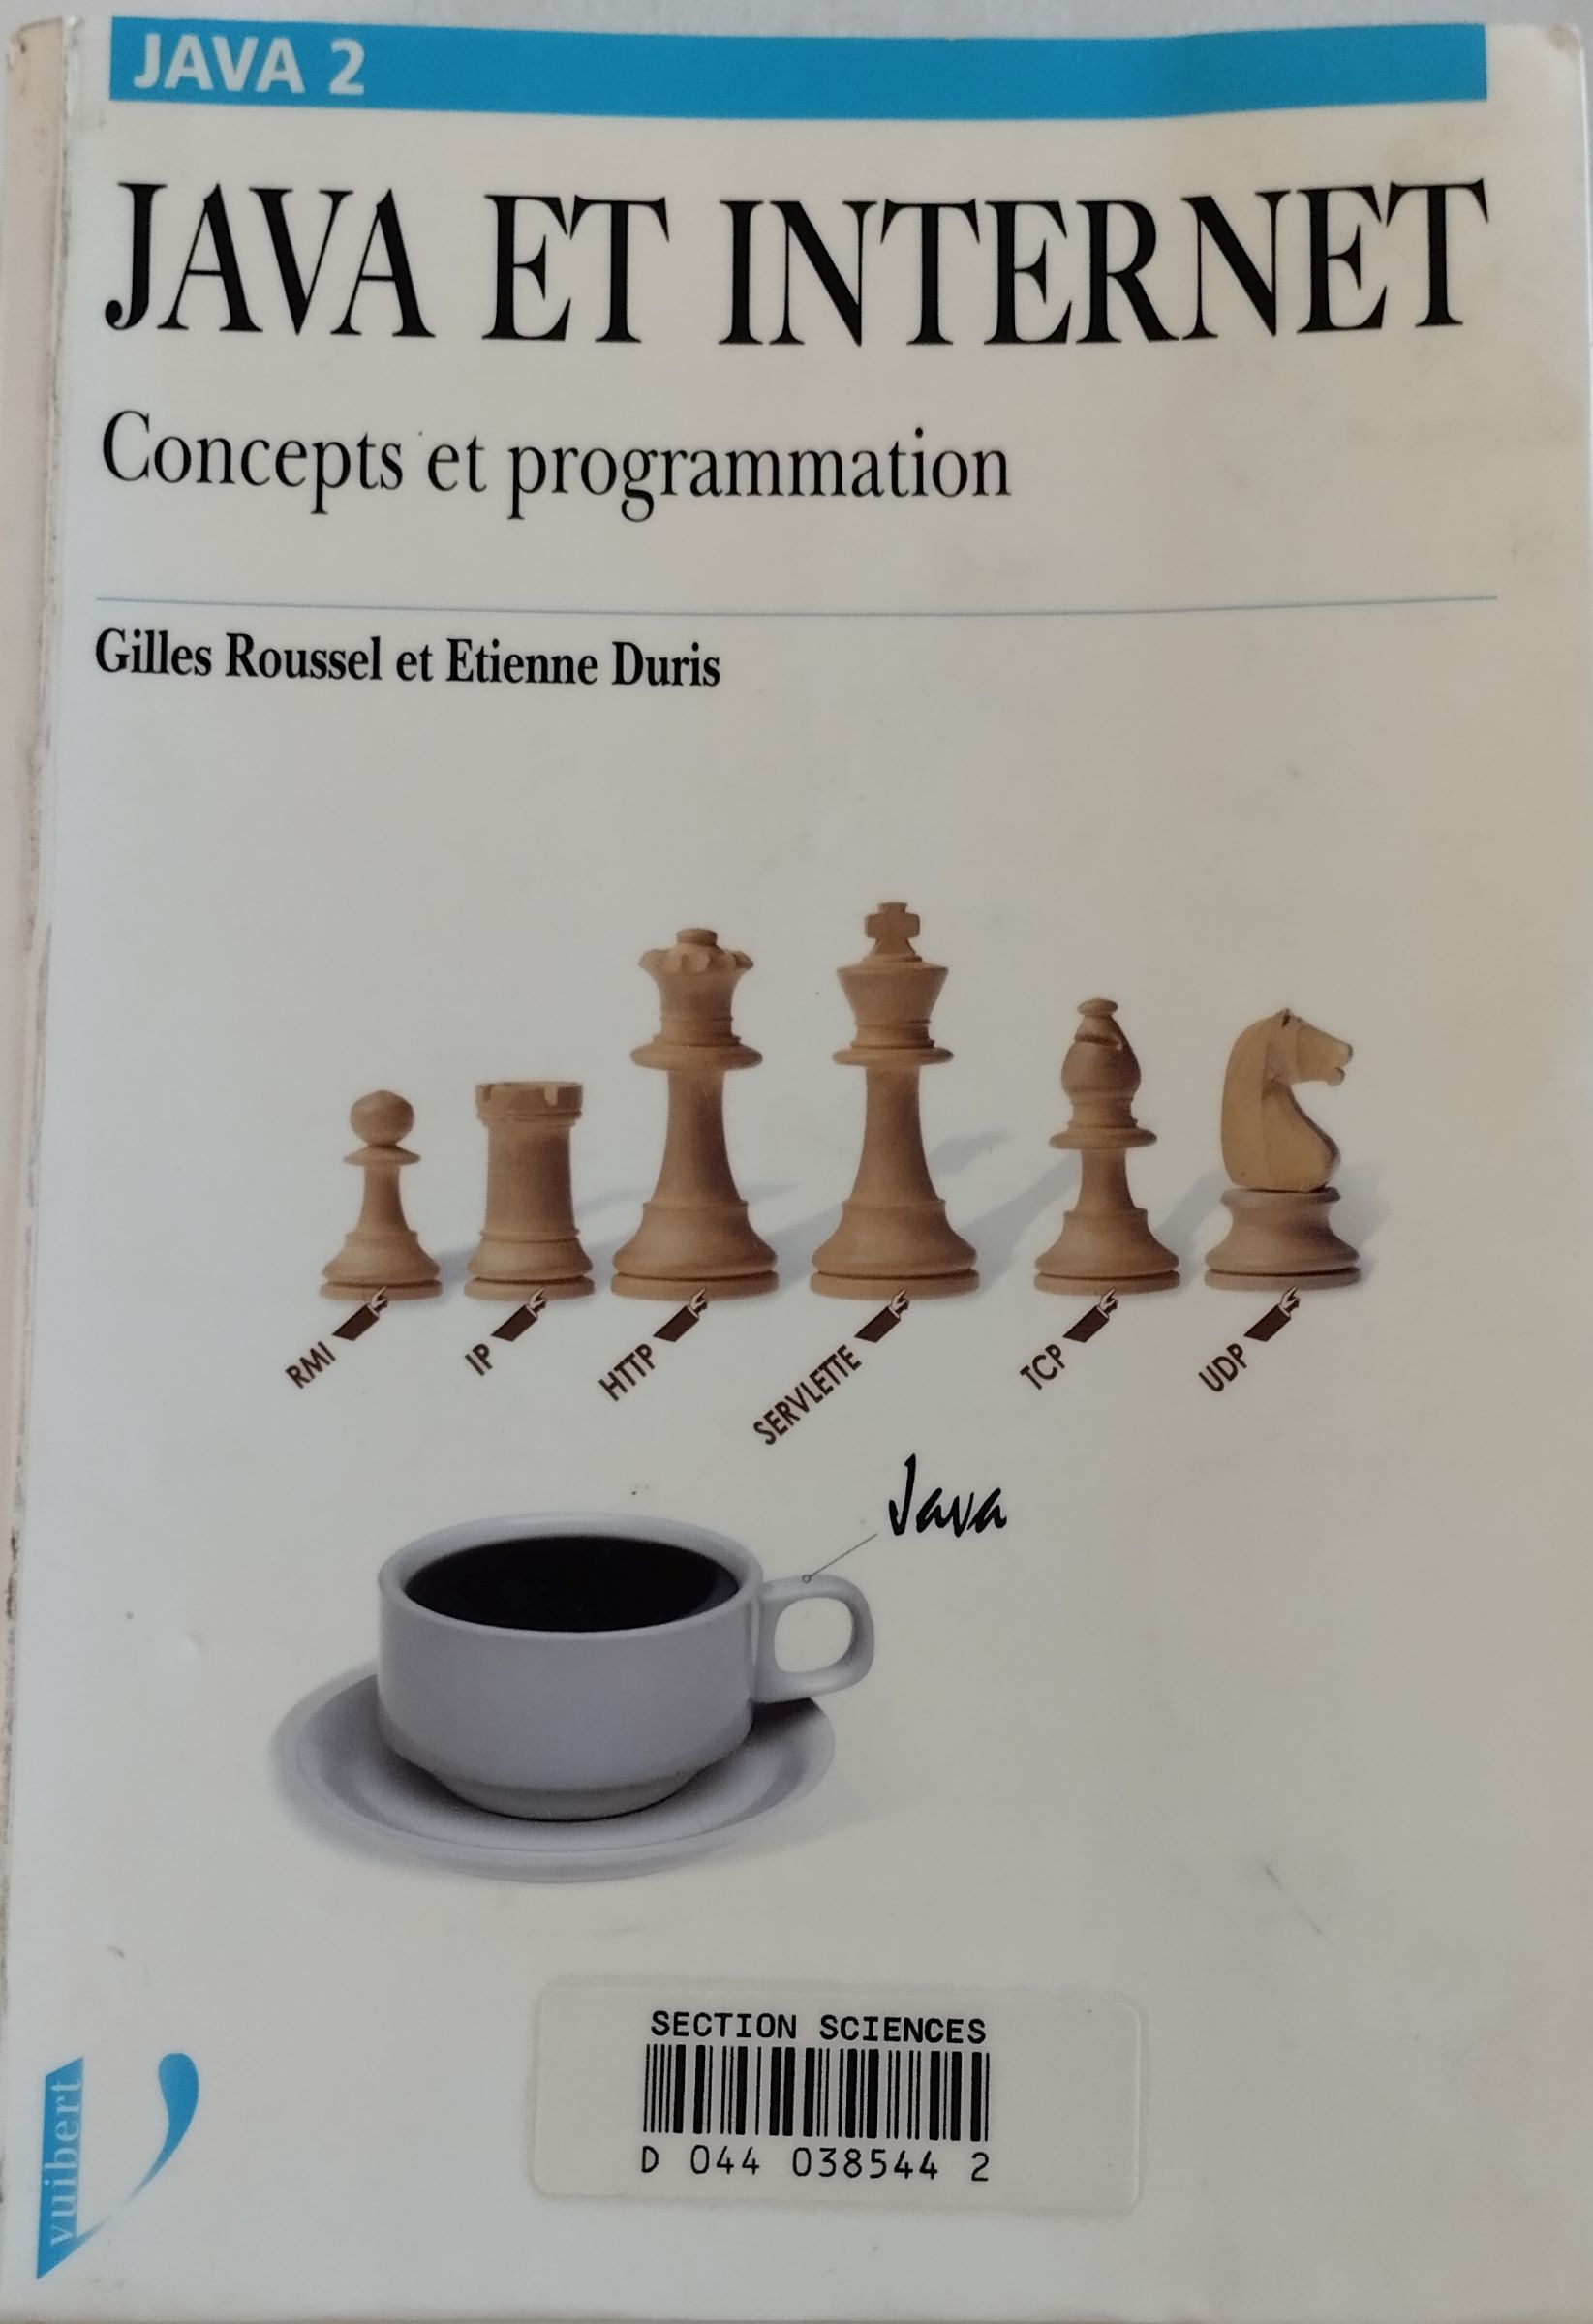 JAVA 2
JAVA ET INTERNET
Concepts et programmation
Gilles Roussel et Etienne Duris
RMI
IP
HTTP
SERVLETTE
TCP
UDP
Java
SECTION SCIENCES
D 044 038544 2
vuibert